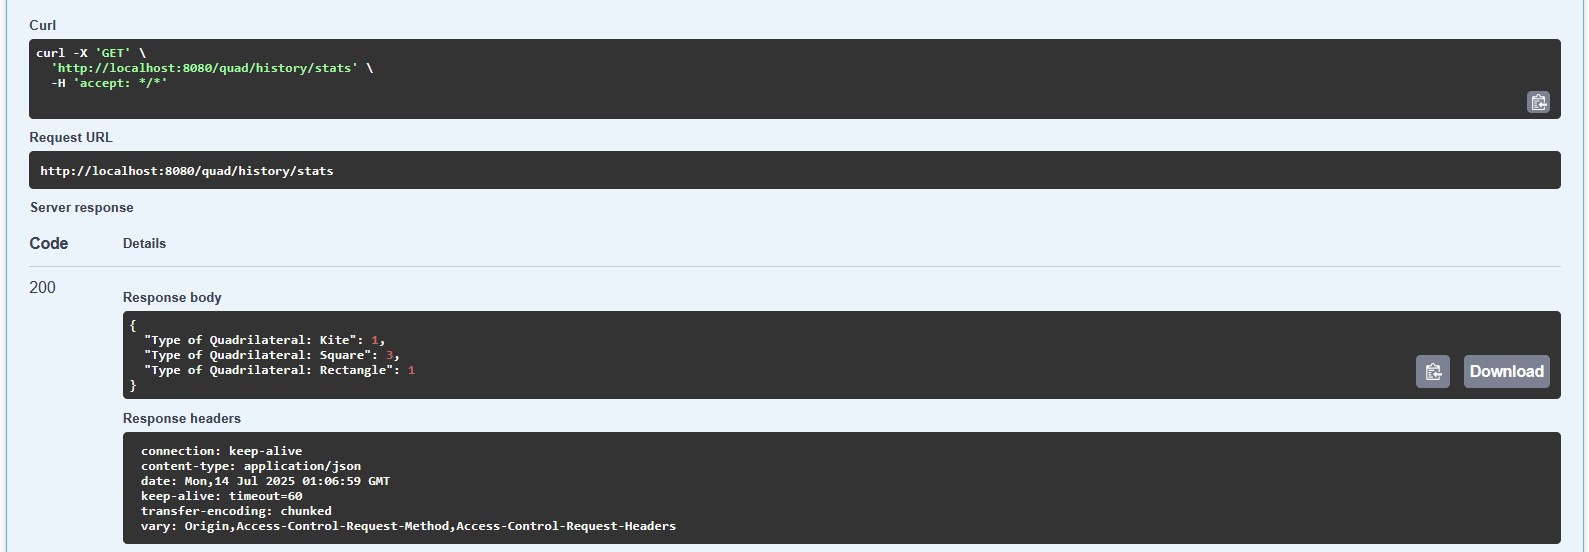 Curl
curl -X 'GET' \
'http://localhost:8080/quad/history/stats' \
-H 'accept: */*'
Request URL
http://localhost:8080/quad/history/stats
Server response
Code Details
200
Response body
{
"Type of Quadrilateral: Kite": 1,
"Type of Quadrilateral: Square": 3,
"Type of Quadrilateral: Rectangle": 1
}
Download
Response headers
connection: keep-alive
content-type: application/json
date: Mon,14 Jul 2025 01:06:59 GMT
keep-alive: timeout=60
transfer-encoding: chunked
vary: Origin,Access-Control-Request-Method,Access-Control-Request-Headers